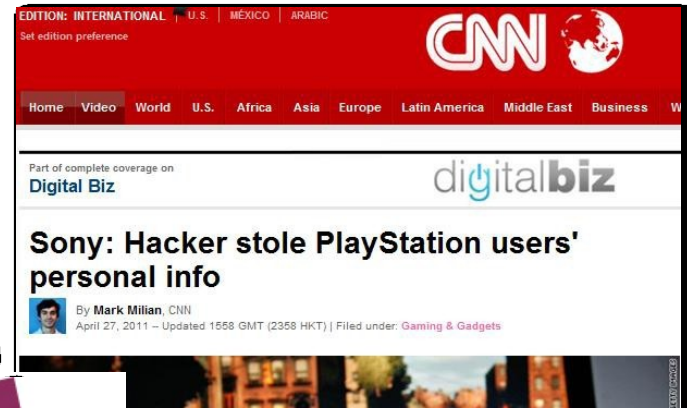 EDITION: INTERNATIONAL U.S. MÉXICO ARABIC
Set edition preference
CNN
Home Video World U.S. Africa Asia Europe Latin America Middle East Business W
Part of complete coverage on
Digital Biz
digitalbiz
Sony: Hacker stole PlayStation users'
personal info
By Mark Milian, CNN
April 27, 2011 – Updated 1558 GMT (2358 HKT) | Filed under: Gaming & Gadgets
GETTY IMAGES